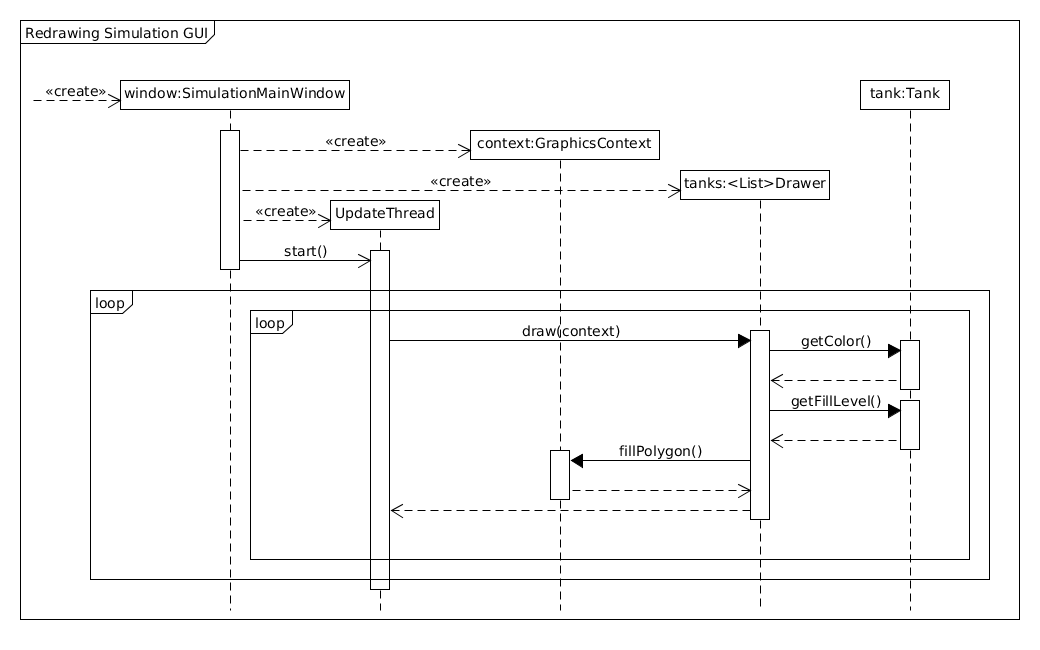 Redrawing Simulation GUI
«create»
window:SimulationMainWindow
tank:Tank
«create»
context:GraphicsContext
«create»
tanks:<List>Drawer
«create»
UpdateThread
start()
loop
loop
draw(context)
getColor()
getFillLevel()
fillPolygon()